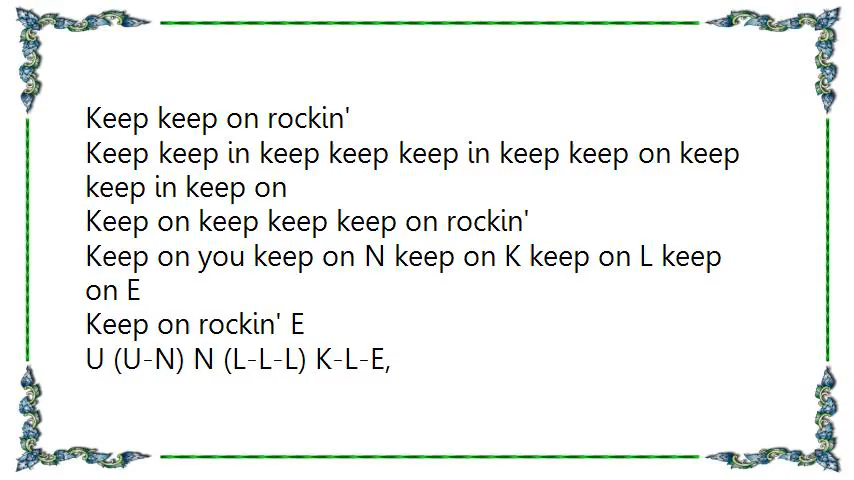 Keep keep on rockin'
Keep keep in keep keep keep in keep keep on keep
keep in keep on
Keep on keep keep keep on rockin'
Keep on you keep on N keep on K keep on L keep
on E
Keep on rockin' E
U (U-N) N (L-L-L) K-L-E,